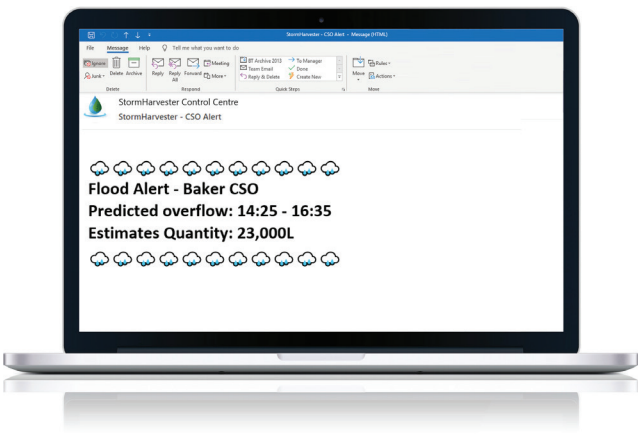 StormHarvester - CSO Alert - Message (HTML)
File Message Help Tell me what you want to do
Ignore
Junk
Delete Archive
Reply Reply All Forward
Meeting
More
BT Archive 2013
Team Email
Reply & Delete
To Manager
Done
Create New
Move
Rules
Actions
Delete Respond Quick Steps Move
StormHarvester Control Centre
StormHarvester - CSO Alert
Flood Alert - Baker CSO
Predicted overflow: 14:25 - 16:35
Estimates Quantity: 23,000L